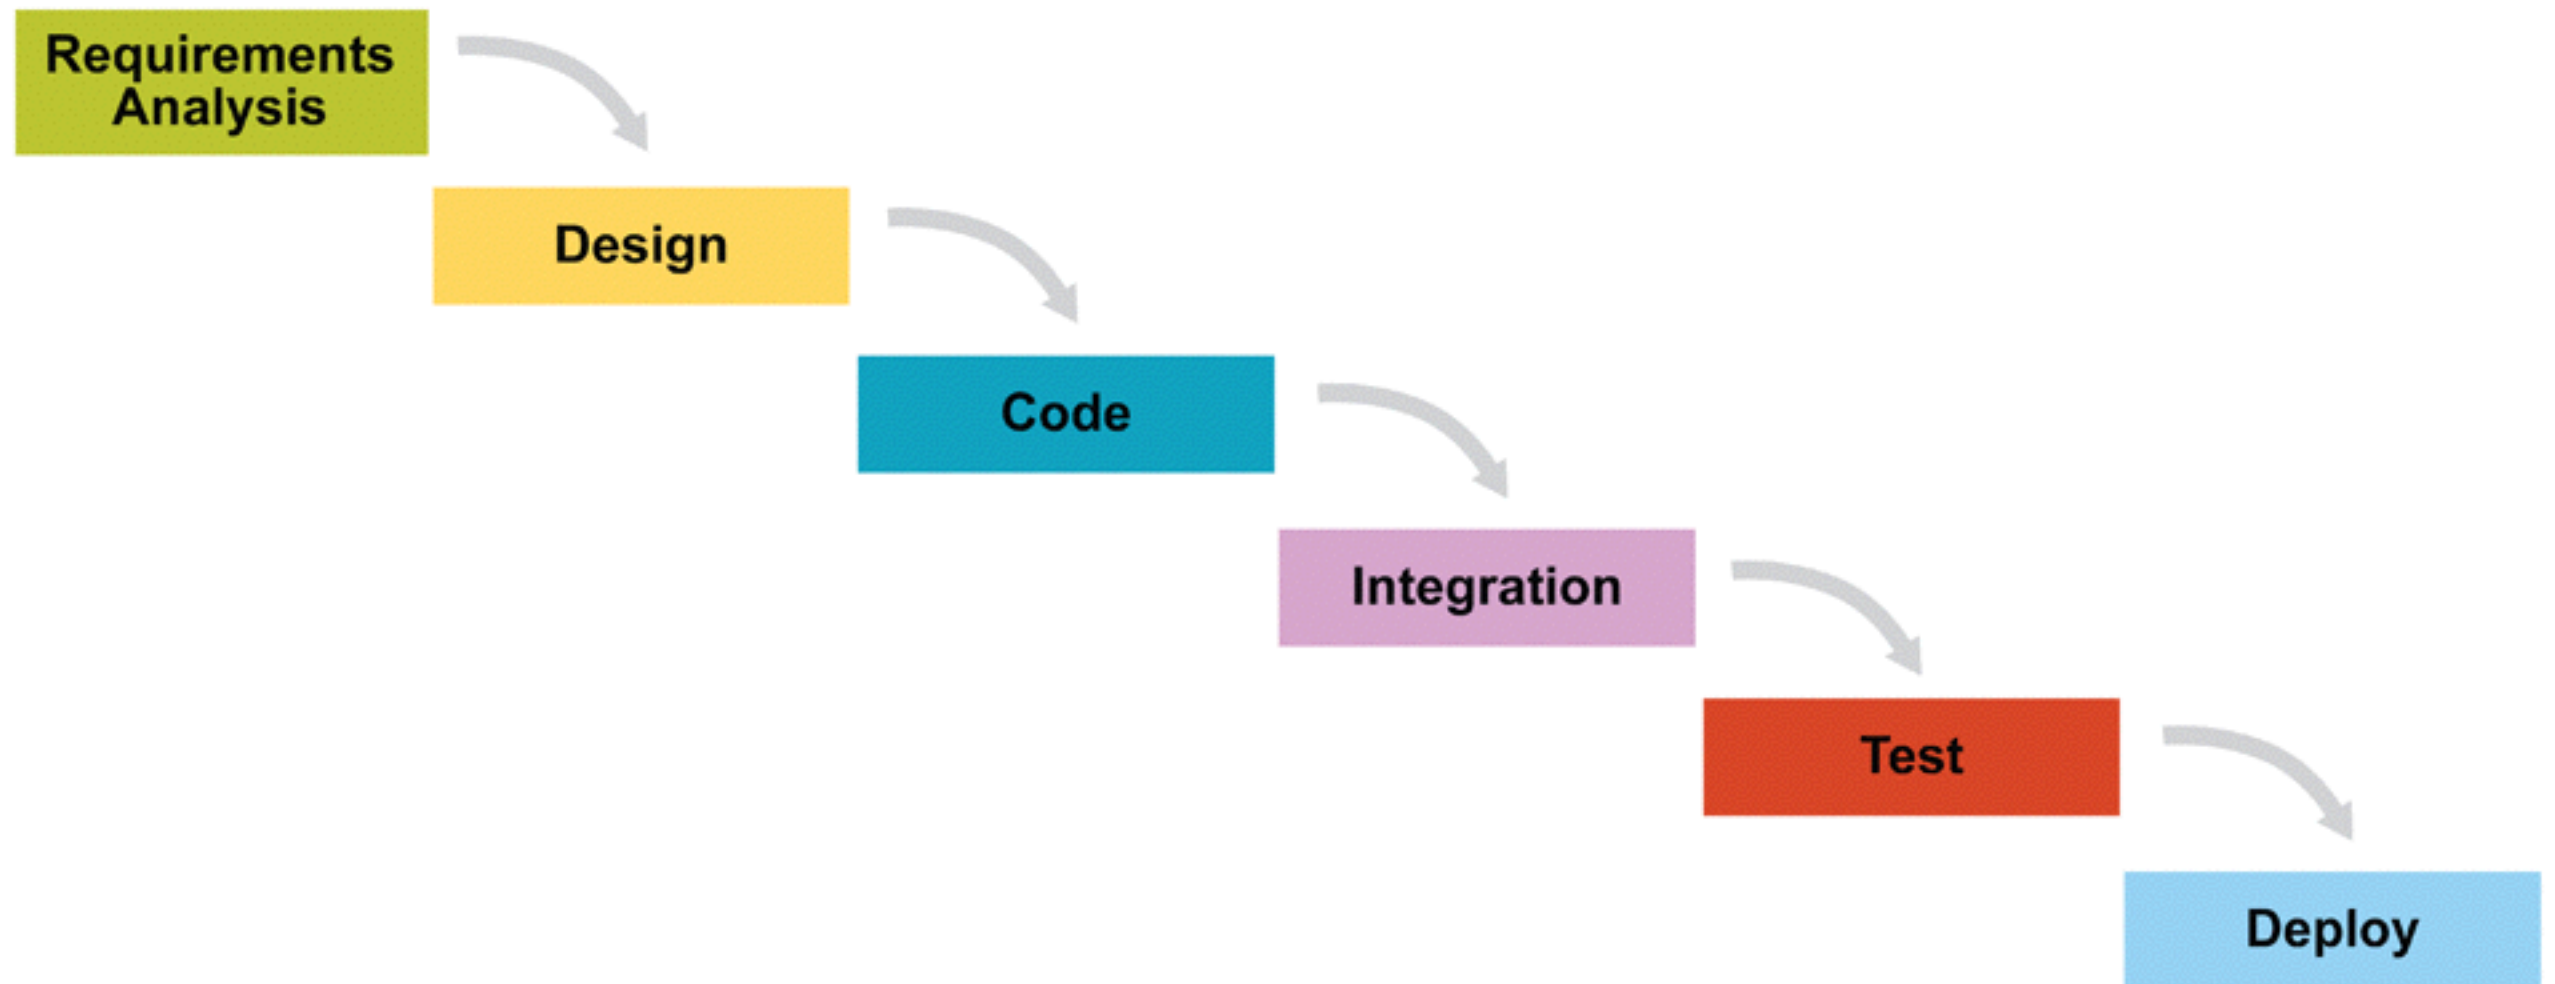 Requirements
Analysis
Design
Code
Integration
Test
Deploy